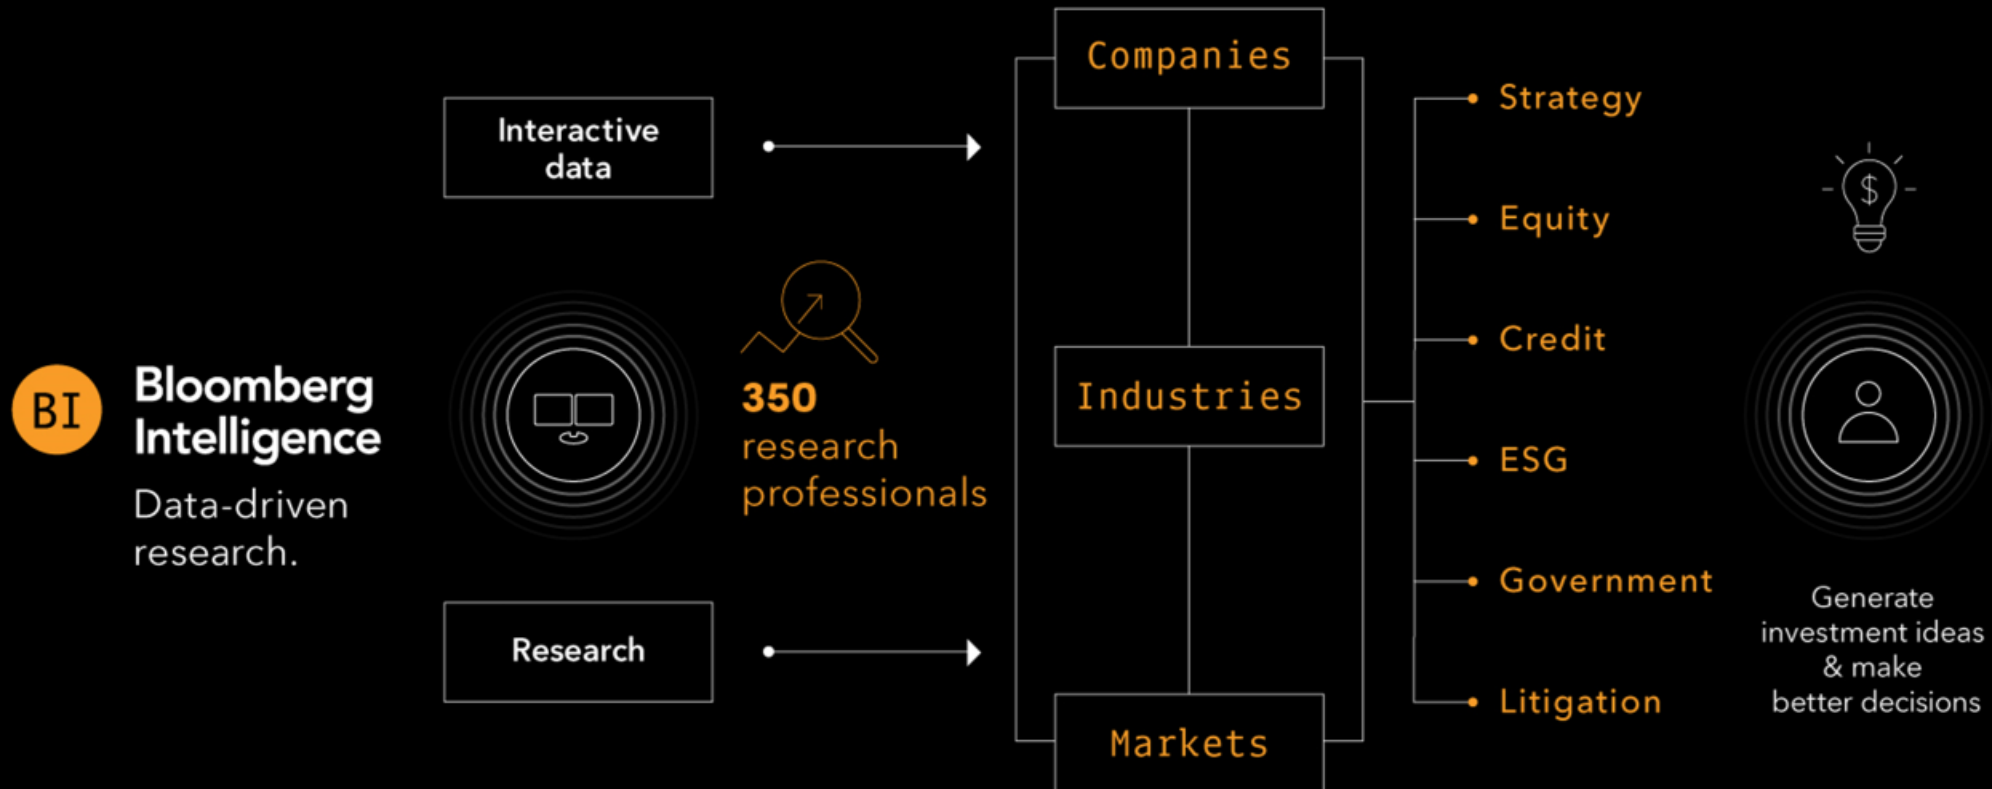 BI
Bloomberg
Intelligence
Data-driven
research.
Interactive
data
350
research
professionals
Research
Companies
Industries
Markets
Strategy
Equity
Credit
ESG
Government
Litigation
$
Generate
investment ideas
& make
better decisions